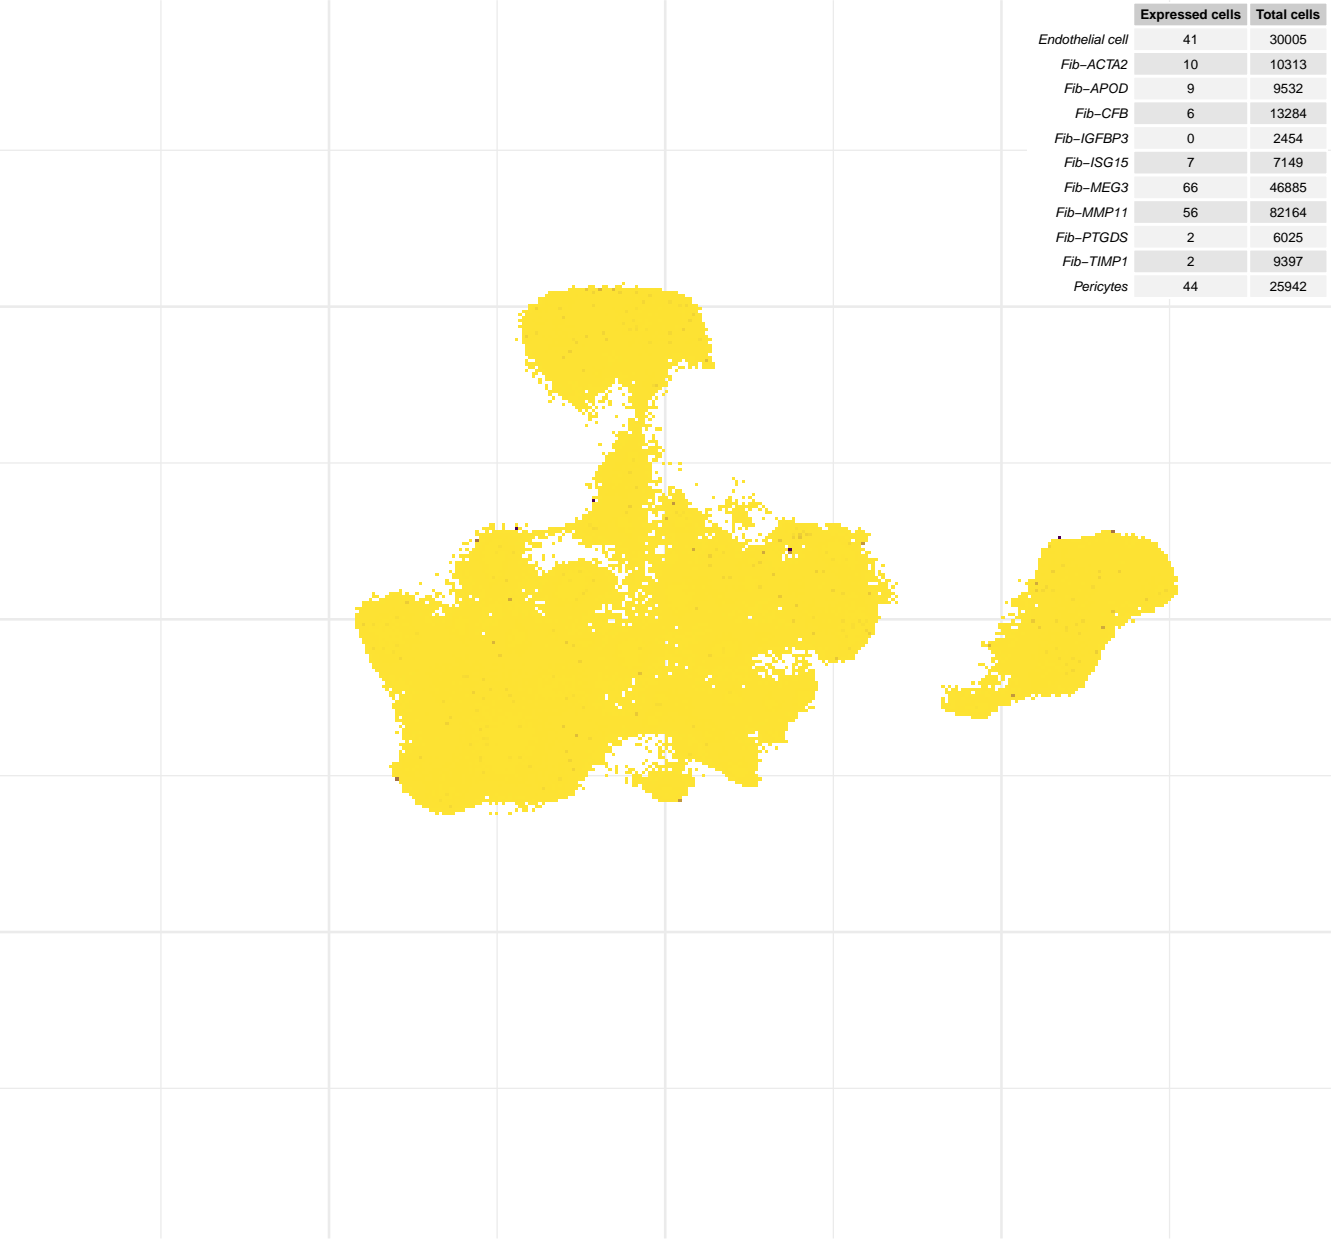 Expressed cells Total cells
Endothelial cell 41 30005
Fib−ACTA2 10 10313
Fib−APOD 9 9532
Fib−CFB 6 13284
Fib−IGFBP3 0 2454
Fib−ISG15 7 7149
Fib−MEG3 66 46885
Fib−MMP11 56 82164
Fib−PTGDS 2 6025
Fib−TIMP1 2 9397
Pericytes 44 25942